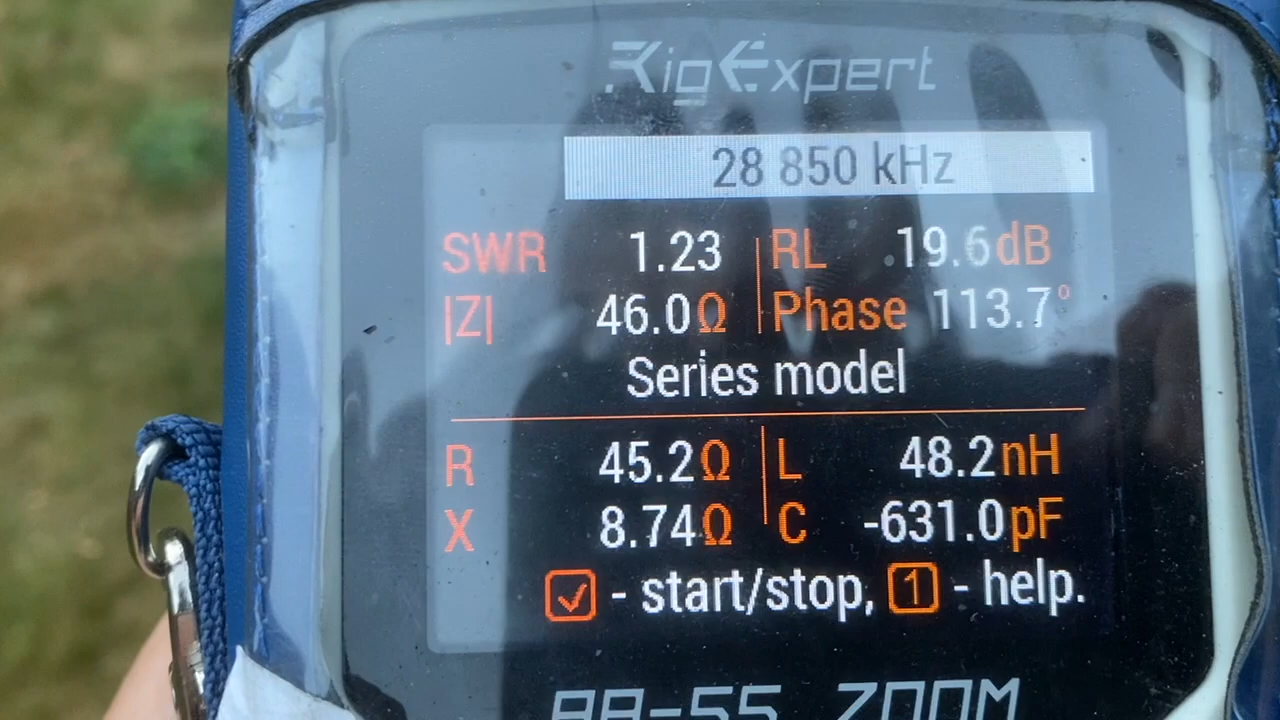 RigExpert
28 850 kHz
SWR 1.23 RL 19.6dB
|Z| 46.0Ω Phase 113.7°
Series model
R 45.2Ω L 48.2nH
X 8.74Ω C -631.0pF
☑ - start/stop, 1 - help.
AA-55 ZOOM